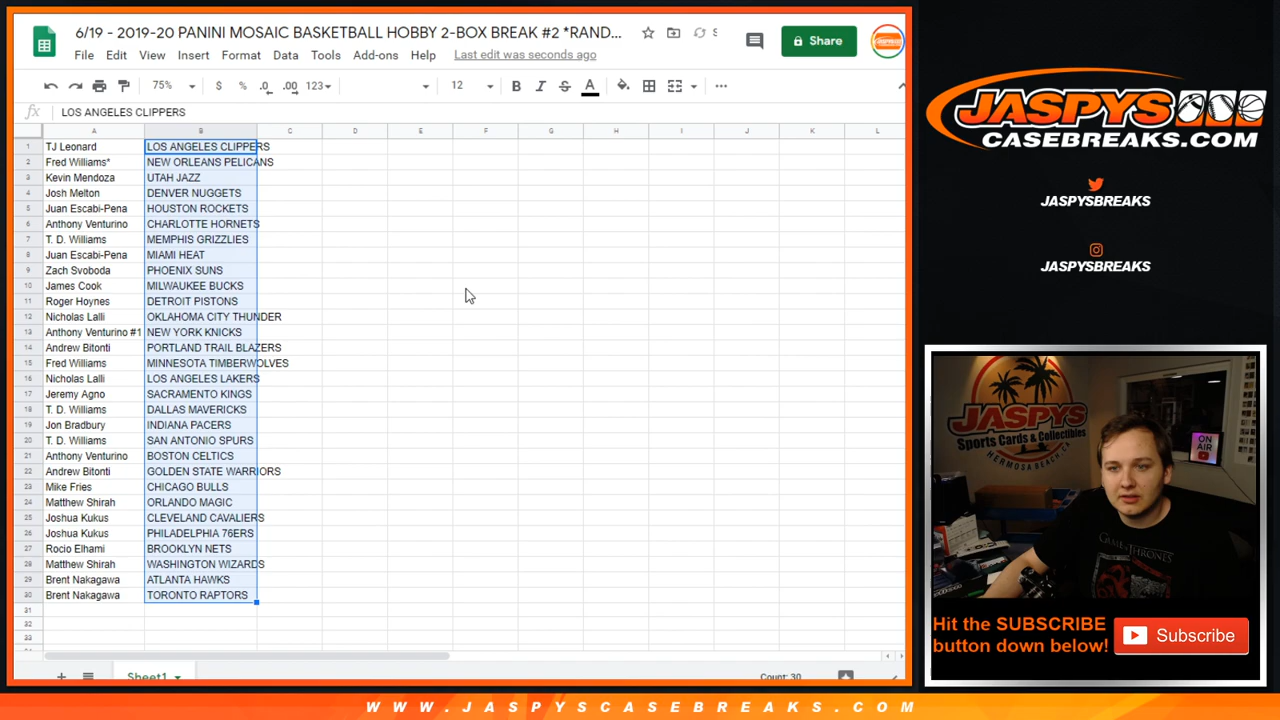 6/19 - 2019-20 PANINI MOSAIC BASKETBALL HOBBY 2-BOX BREAK #2 *RAND...
File Edit View Insert Format Data Tools Add-ons Help Last edit was seconds ago
Share
75% $ % .0 .00 123 12 B I S A
fx LOS ANGELES CLIPPERS
A B C D E F G H I J K L
1 TJ Leonard LOS ANGELES CLIPPERS
2 Fred Williams* NEW ORLEANS PELICANS
3 Kevin Mendoza UTAH JAZZ
4 Josh Melton DENVER NUGGETS
5 Juan Escabi-Pena HOUSTON ROCKETS
6 Anthony Venturino CHARLOTTE HORNETS
7 T. D. Williams MEMPHIS GRIZZLIES
8 Juan Escabi-Pena MIAMI HEAT
9 Zach Svoboda PHOENIX SUNS
10 James Cook MILWAUKEE BUCKS
11 Roger Hoynes DETROIT PISTONS
12 Nicholas Lalli OKLAHOMA CITY THUNDER
13 Anthony Venturino #1 NEW YORK KNICKS
14 Andrew Bitonti PORTLAND TRAIL BLAZERS
15 Fred Williams MINNESOTA TIMBERWOLVES
16 Nicholas Lalli LOS ANGELES LAKERS
17 Jeremy Agno SACRAMENTO KINGS
18 T. D. Williams DALLAS MAVERICKS
19 Jon Bradbury INDIANA PACERS
20 T. D. Williams SAN ANTONIO SPURS
21 Anthony Venturino BOSTON CELTICS
22 Andrew Bitonti GOLDEN STATE WARRIORS
23 Mike Fries CHICAGO BULLS
24 Matthew Shirah ORLANDO MAGIC
25 Joshua Kukus CLEVELAND CAVALIERS
26 Joshua Kukus PHILADELPHIA 76ERS
27 Rocio Elhami BROOKLYN NETS
28 Matthew Shirah WASHINGTON WIZARDS
29 Brent Nakagawa ATLANTA HAWKS
30 Brent Nakagawa TORONTO RAPTORS
31
32
33
Sheet1 Count: 30
JASPYS
CASEBREAKS.COM
JASPYSBREAKS
JASPYSBREAKS
JASPYS
Sports Cards & Collectibles
HERMOSA BEACH, CA
ON AIR
GAME OF THRONES
Hit the SUBSCRIBE
button down below!
Subscribe
WWW.JASPYSCASEBREAKS.COM